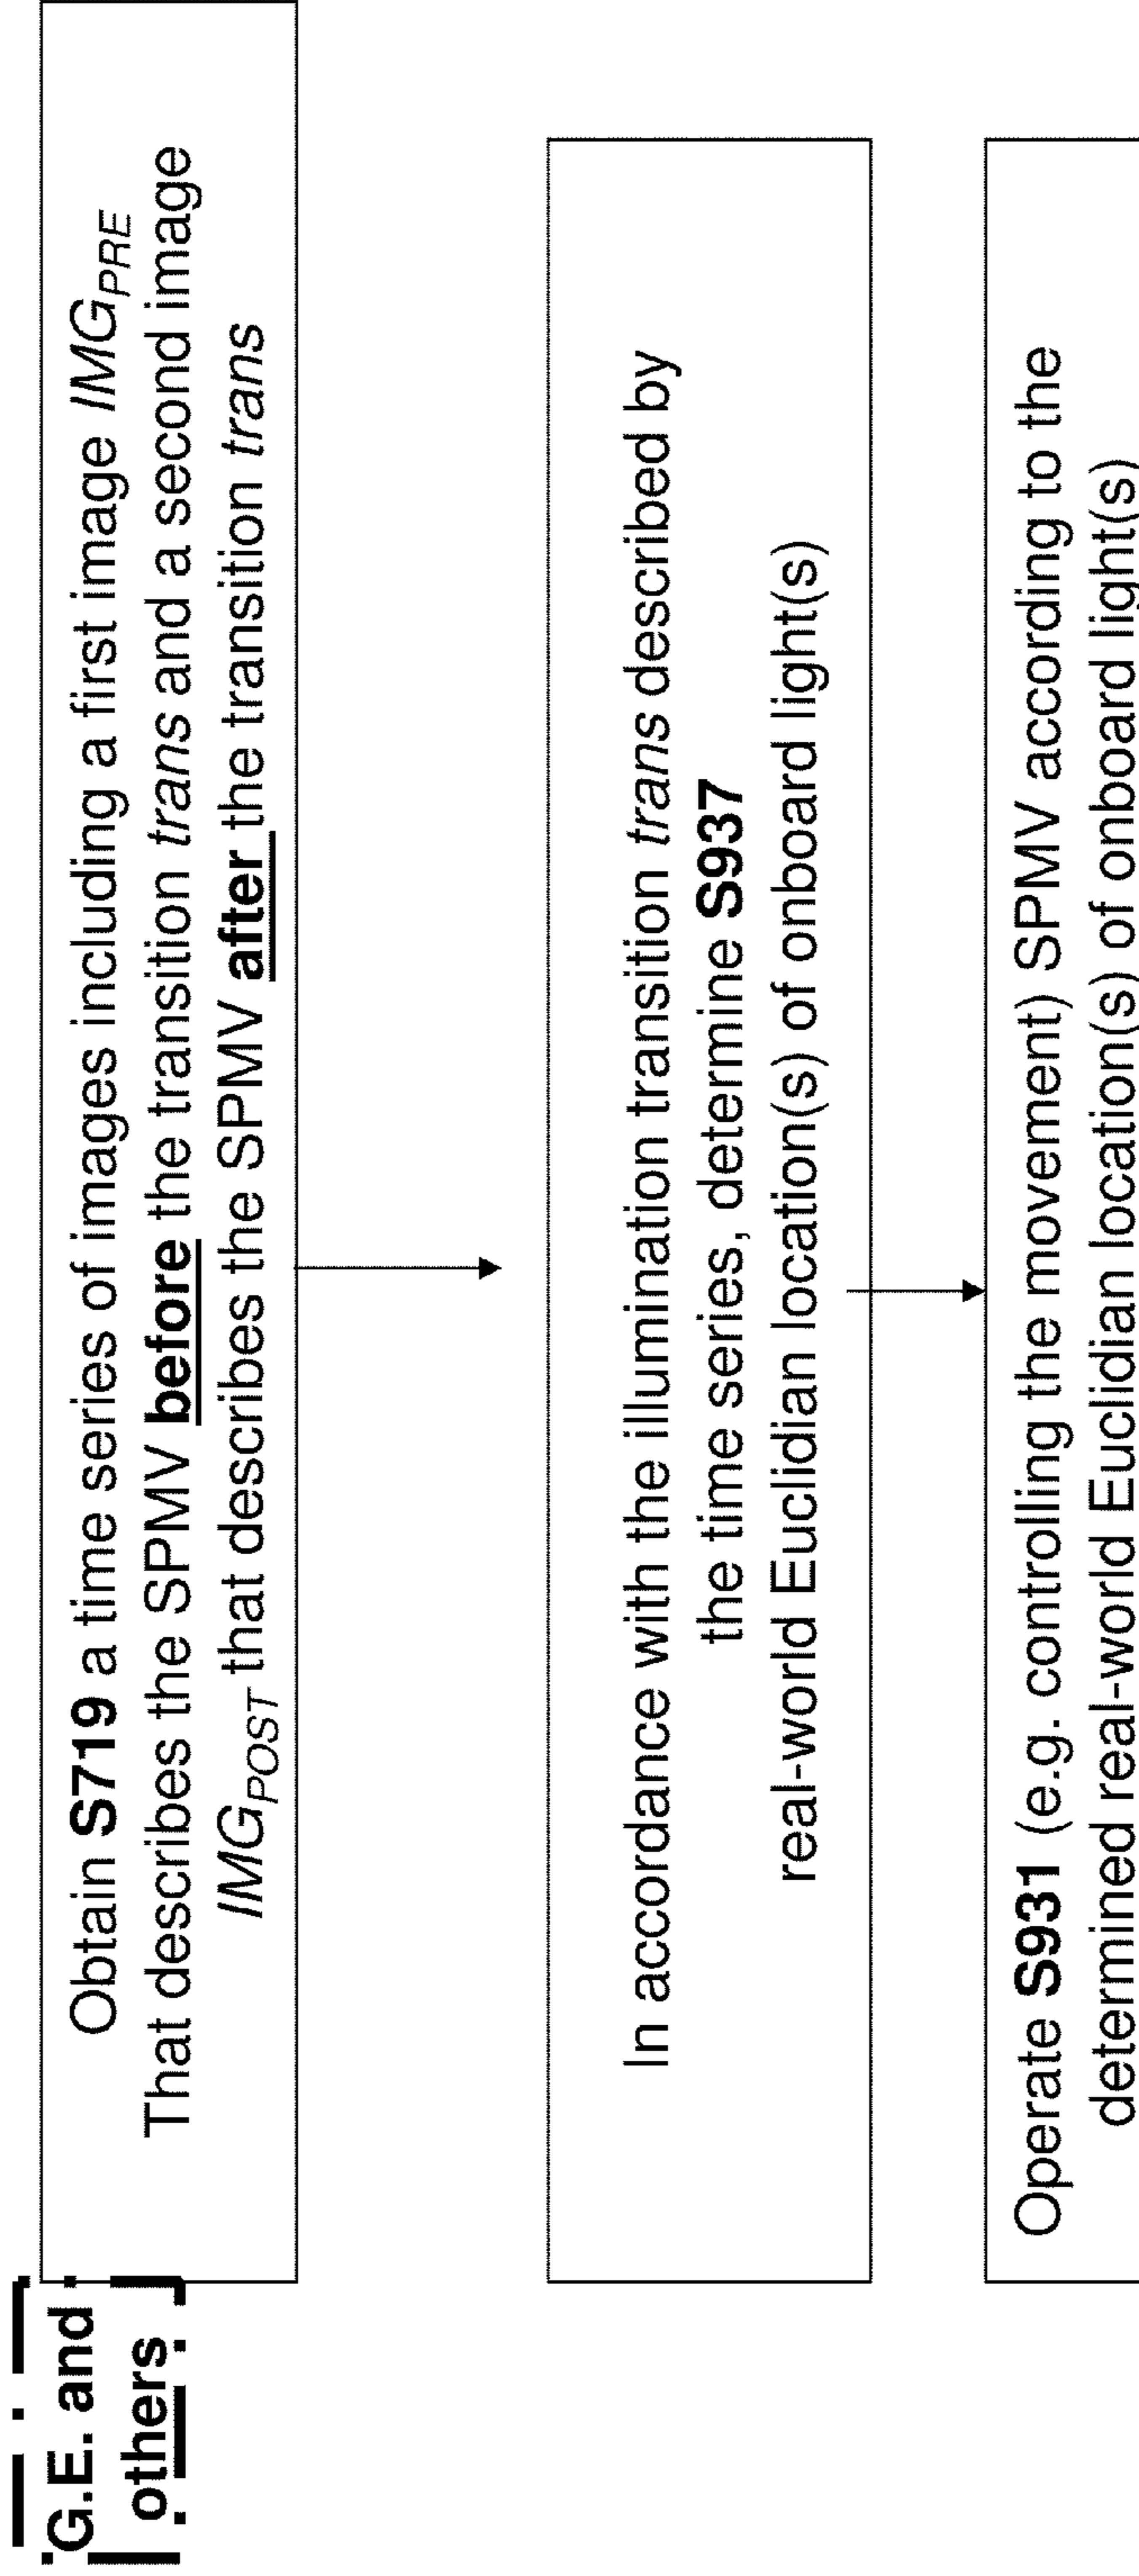 G.E. and
others
Obtain S719 a time series of images including a first image IMG_PRE
That describes the SPMV before the transition trans and a second image
IMG_POST that describes the SPMV after the transition trans
In accordance with the illumination transition trans described by
the time series, determine S937
real-world Euclidian location(s) of onboard light(s)
Operate S931 (e.g. controlling the movement) SPMV according to the
determined real-world Euclidian location(s) of onboard light(s)